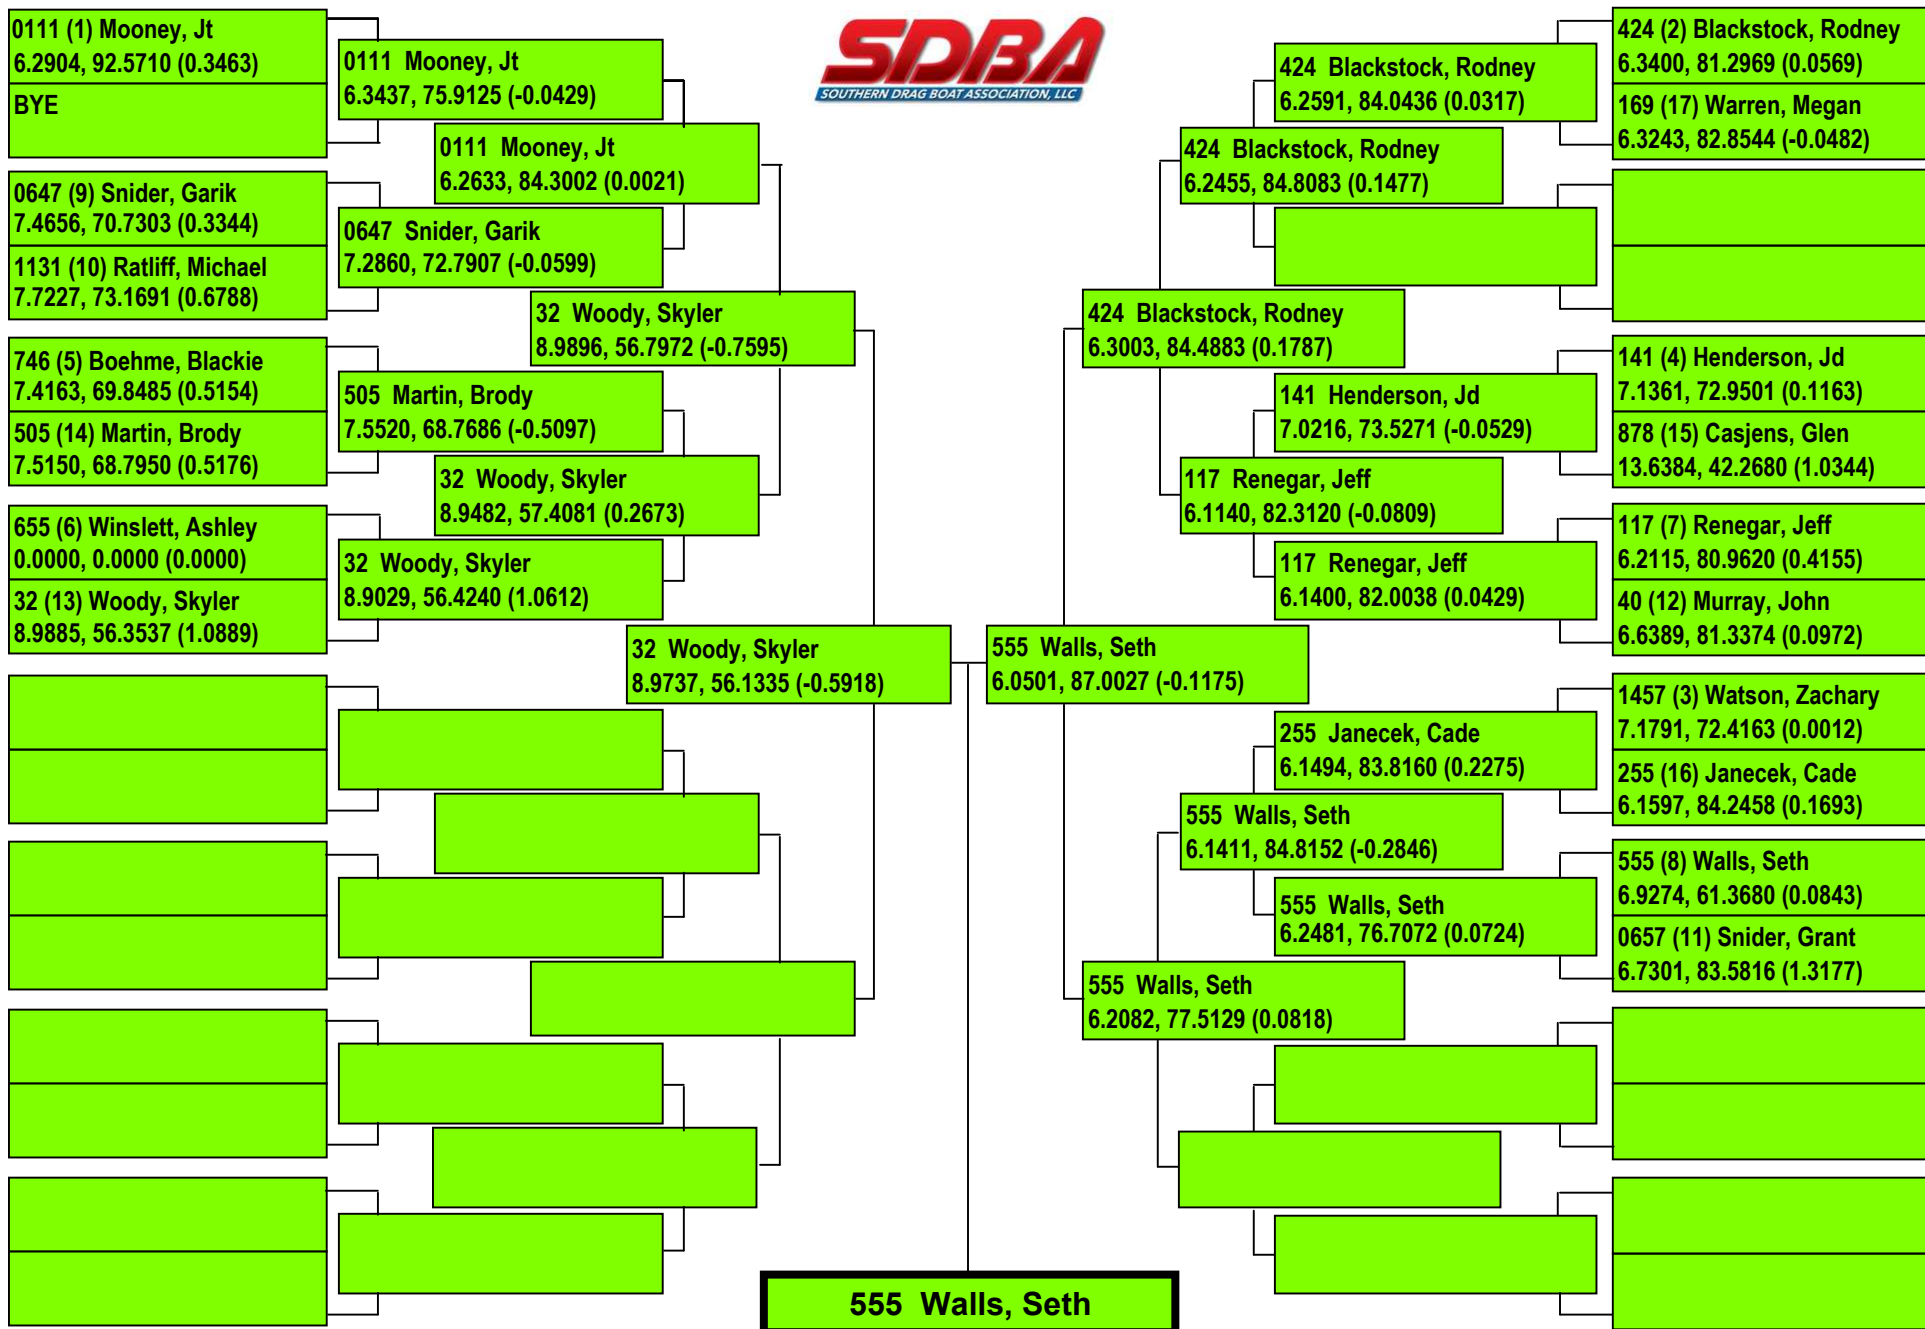 0111 (1) Mooney, Jt
6.2904, 92.5710 (0.3463)
BYE
0647 (9) Snider, Garik
7.4656, 70.7303 (0.3344)
1131 (10) Ratliff, Michael
7.7227, 73.1691 (0.6788)
746 (5) Boehme, Blackie
7.4163, 69.8485 (0.5154)
505 (14) Martin, Brody
7.5150, 68.7950 (0.5176)
655 (6) Winslett, Ashley
0.0000, 0.0000 (0.0000)
32 (13) Woody, Skyler
8.9885, 56.3537 (1.0889)
0111 Mooney, Jt
6.3437, 75.9125 (-0.0429)
0647 Snider, Garik
7.2860, 72.7907 (-0.0599)
505 Martin, Brody
7.5520, 68.7686 (-0.5097)
32 Woody, Skyler
8.9029, 56.4240 (1.0612)
0111 Mooney, Jt
6.2633, 84.3002 (0.0021)
32 Woody, Skyler
8.9482, 57.4081 (0.2673)
32 Woody, Skyler
8.9896, 56.7972 (-0.7595)
32 Woody, Skyler
8.9737, 56.1335 (-0.5918)
SDBA
SOUTHERN DRAG BOAT ASSOCIATION, LLC
555 Walls, Seth
6.0501, 87.0027 (-0.1175)
424 Blackstock, Rodney
6.3003, 84.4883 (0.1787)
555 Walls, Seth
6.2082, 77.5129 (0.0818)
424 Blackstock, Rodney
6.2455, 84.8083 (0.1477)
117 Renegar, Jeff
6.1140, 82.3120 (-0.0809)
555 Walls, Seth
6.1411, 84.8152 (-0.2846)
424 Blackstock, Rodney
6.2591, 84.0436 (0.0317)
141 Henderson, Jd
7.0216, 73.5271 (-0.0529)
117 Renegar, Jeff
6.1400, 82.0038 (0.0429)
255 Janecek, Cade
6.1494, 83.8160 (0.2275)
555 Walls, Seth
6.2481, 76.7072 (0.0724)
424 (2) Blackstock, Rodney
6.3400, 81.2969 (0.0569)
169 (17) Warren, Megan
6.3243, 82.8544 (-0.0482)
141 (4) Henderson, Jd
7.1361, 72.9501 (0.1163)
878 (15) Casjens, Glen
13.6384, 42.2680 (1.0344)
117 (7) Renegar, Jeff
6.2115, 80.9620 (0.4155)
40 (12) Murray, John
6.6389, 81.3374 (0.0972)
1457 (3) Watson, Zachary
7.1791, 72.4163 (0.0012)
255 (16) Janecek, Cade
6.1597, 84.2458 (0.1693)
555 (8) Walls, Seth
6.9274, 61.3680 (0.0843)
0657 (11) Snider, Grant
6.7301, 83.5816 (1.3177)
555 Walls, Seth